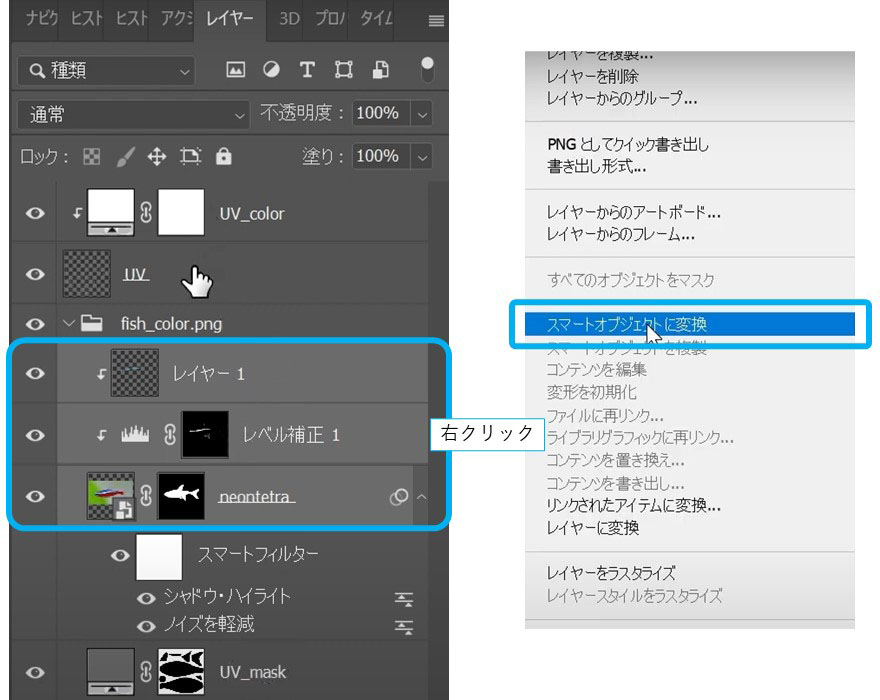 ナビゲ ヒスト ヒスト アクシ レイヤー 3D プロパ タイム
種類
通常 不透明度： 100%
ロック： 塗り： 100%
UV_color
UV
fish_color.png
レイヤー 1
レベル補正 1
neontetra
スマートフィルター
シャドウ・ハイライト
ノイズを軽減
UV_mask
右クリック
レイヤーを複製...
レイヤーを削除
レイヤーからのグループ...
PNG としてクイック書き出し
書き出し形式...
レイヤーからのアートボード...
レイヤーからのフレーム...
すべてのオブジェクトをマスク
スマートオブジェクトに変換
スマートオブジェクトを複製
コンテンツを編集
変形を初期化
ファイルに再リンク...
ライブラリグラフィックに再リンク...
コンテンツを置き換え...
コンテンツを書き出し...
リンクされたアイテムに変換...
レイヤーに変換
レイヤーをラスタライズ
レイヤースタイルをラスタライズ